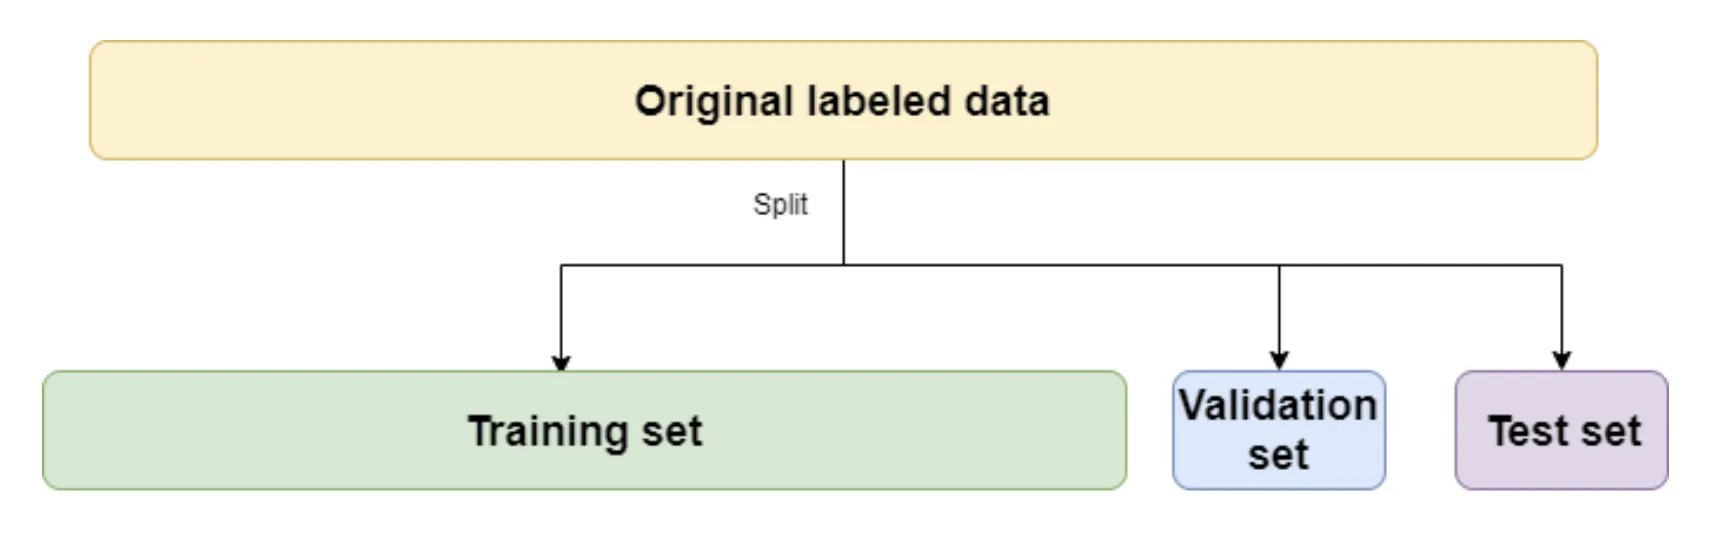 Original labeled data
Split
Training set
Validation
set
Test set